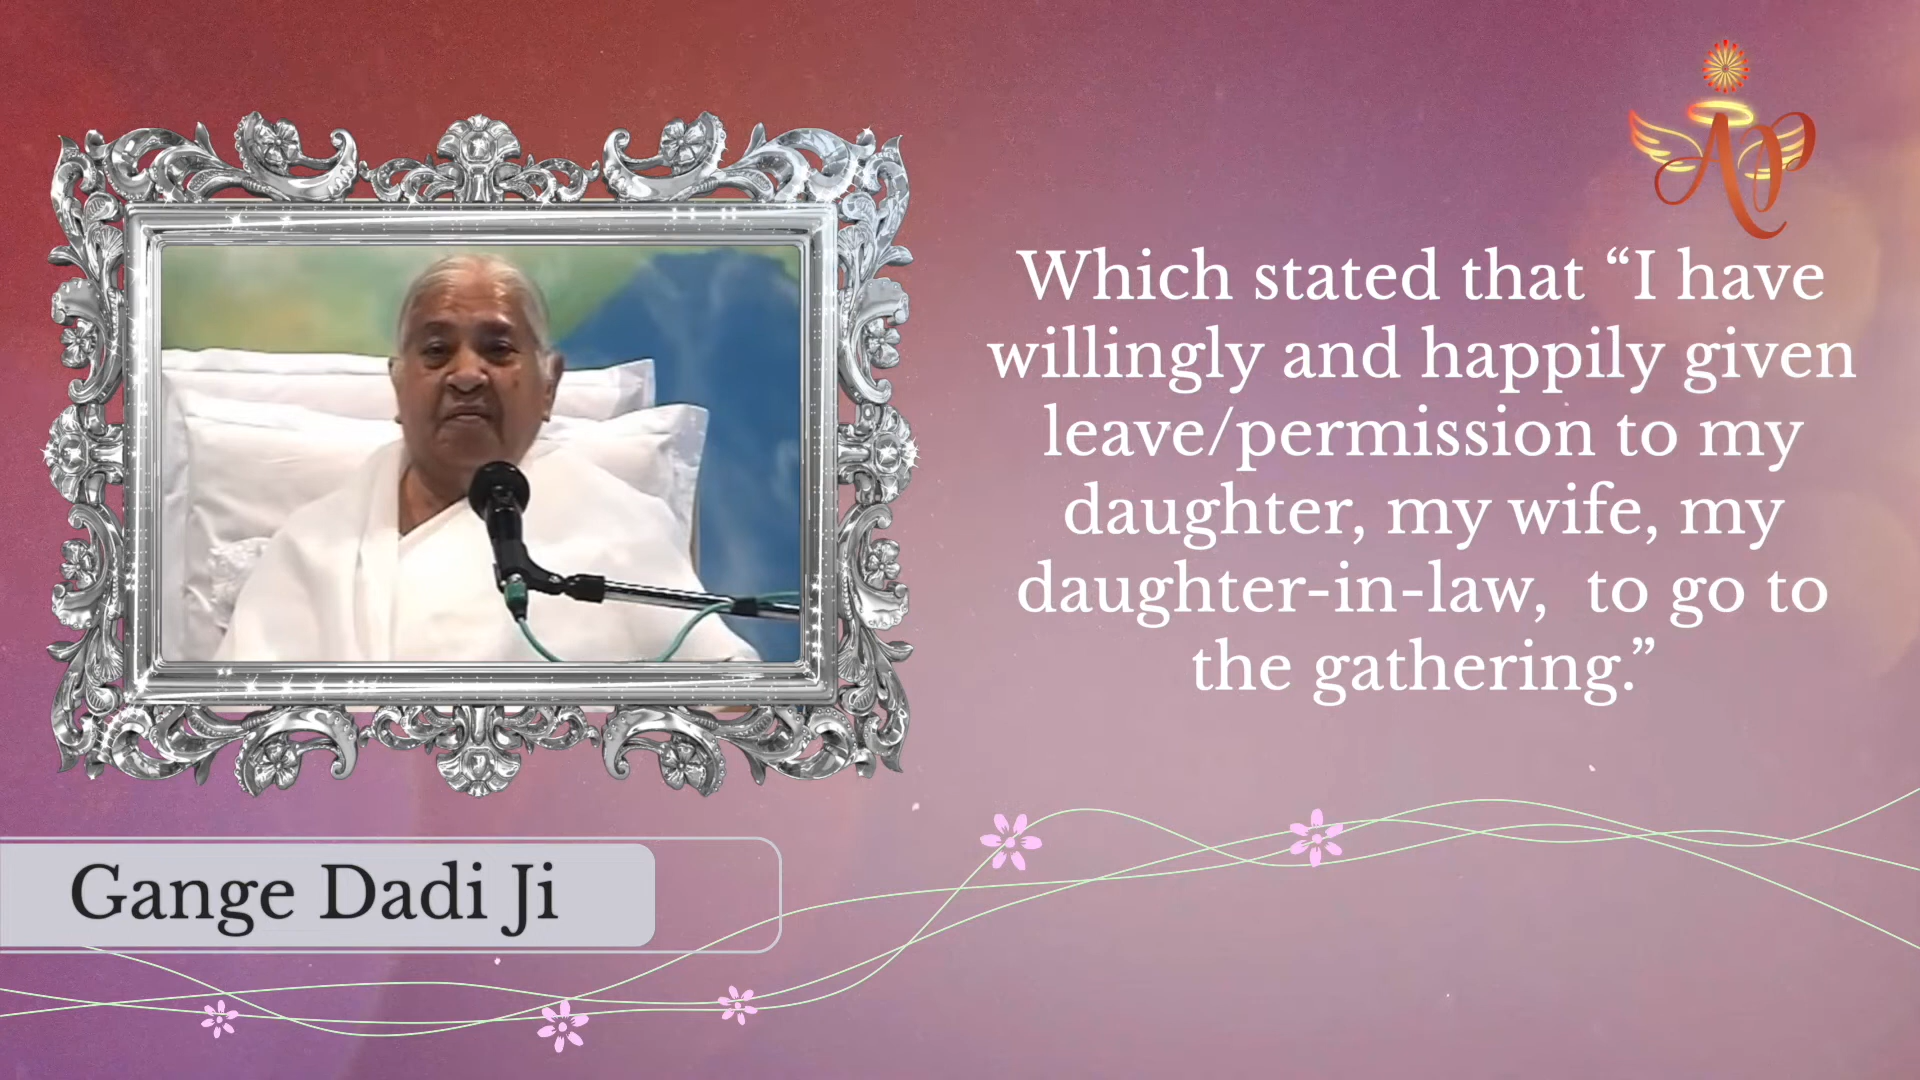 AP
Which stated that “I have
willingly and happily given
leave/permission to my
daughter, my wife, my
daughter-in-law,  to go to
the gathering.”
Gange Dadi Ji